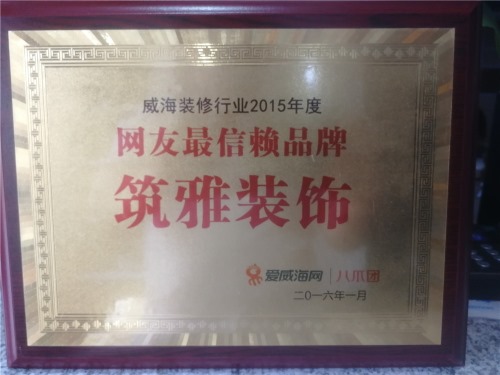 威海装修行业2015年度
网友最信赖品牌
筑雅装饰
爱威海网 八爪团
二〇一六年一月